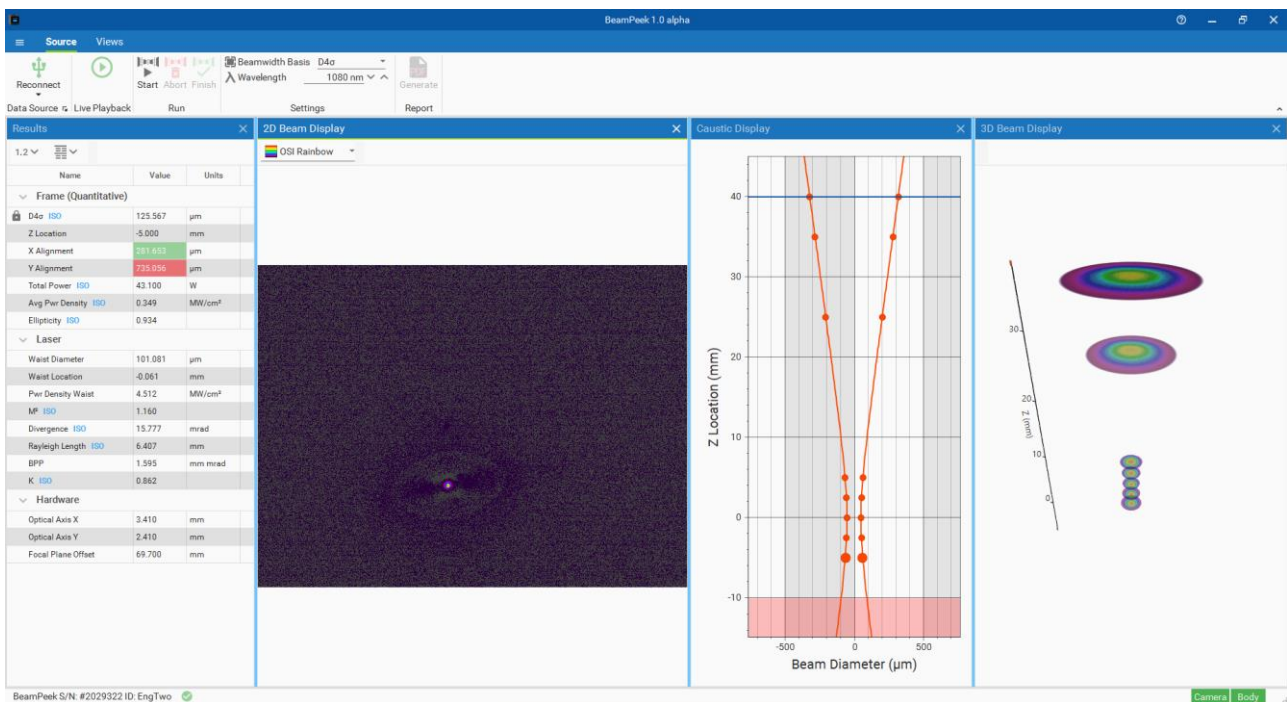 BeamPeek 1.0 alpha
Source Views
Reconnect
Start Abort Finish
Beamwidth Basis D4σ
Wavelength 1080 nm
Generate
Data Source Live Playback Run Settings Report
Results
1.2
Name Value Units
Frame (Quantitative)
D4σ ISO 125.567 µm
Z Location -5.000 mm
X Alignment 281.653 µm
Y Alignment 735.056 µm
Total Power ISO 43.100 W
Avg Pwr Density ISO 0.349 MW/cm²
Ellipticity ISO 0.934
Laser
Waist Diameter 101.081 µm
Waist Location -0.061 mm
Pwr Density Waist 4.512 MW/cm²
M² ISO 1.160
Divergence ISO 15.777 mrad
Rayleigh Length ISO 6.407 mm
BPP 1.595 mm mrad
K ISO 0.862
Hardware
Optical Axis X 3.410 mm
Optical Axis Y 2.410 mm
Focal Plane Offset 69.700 mm
2D Beam Display
OSI Rainbow
Caustic Display
40
30
20
10
0
-10
Z Location (mm)
-500 0 500
Beam Diameter (µm)
3D Beam Display
30
20
10
0
Z (mm)
BeamPeek S/N: #2029322 ID: EngTwo
Camera Body